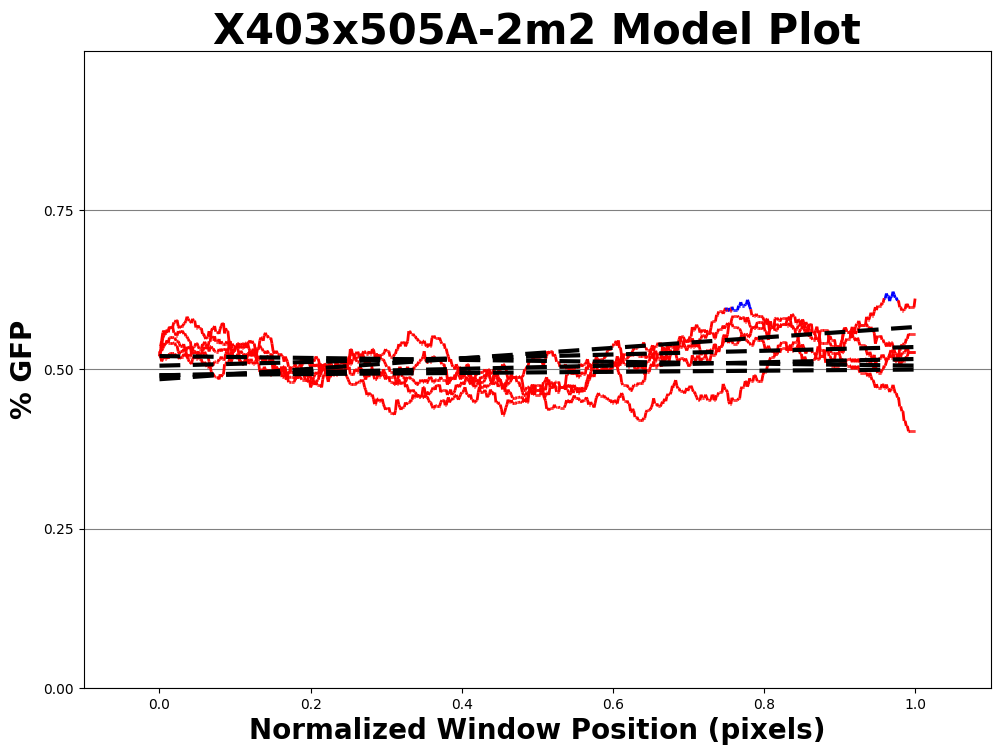 X403x505A-2m2 Model Plot
% GFP
0.75
0.50
0.25
0.00
0.0 0.2 0.4 0.6 0.8 1.0
Normalized Window Position (pixels)